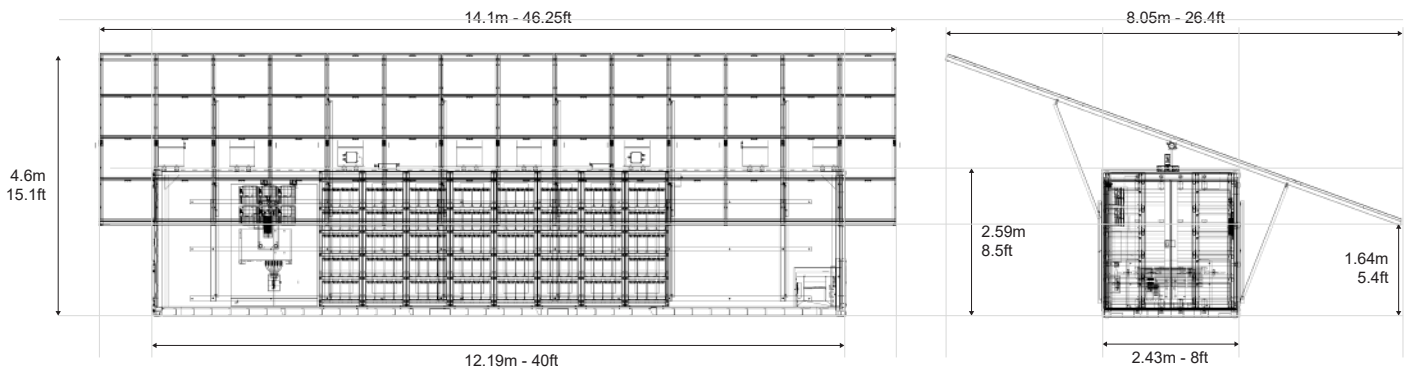 14.1m - 46.25ft
8.05m - 26.4ft
4.6m
15.1ft
2.59m
8.5ft
1.64m
5.4ft
12.19m - 40ft
2.43m - 8ft